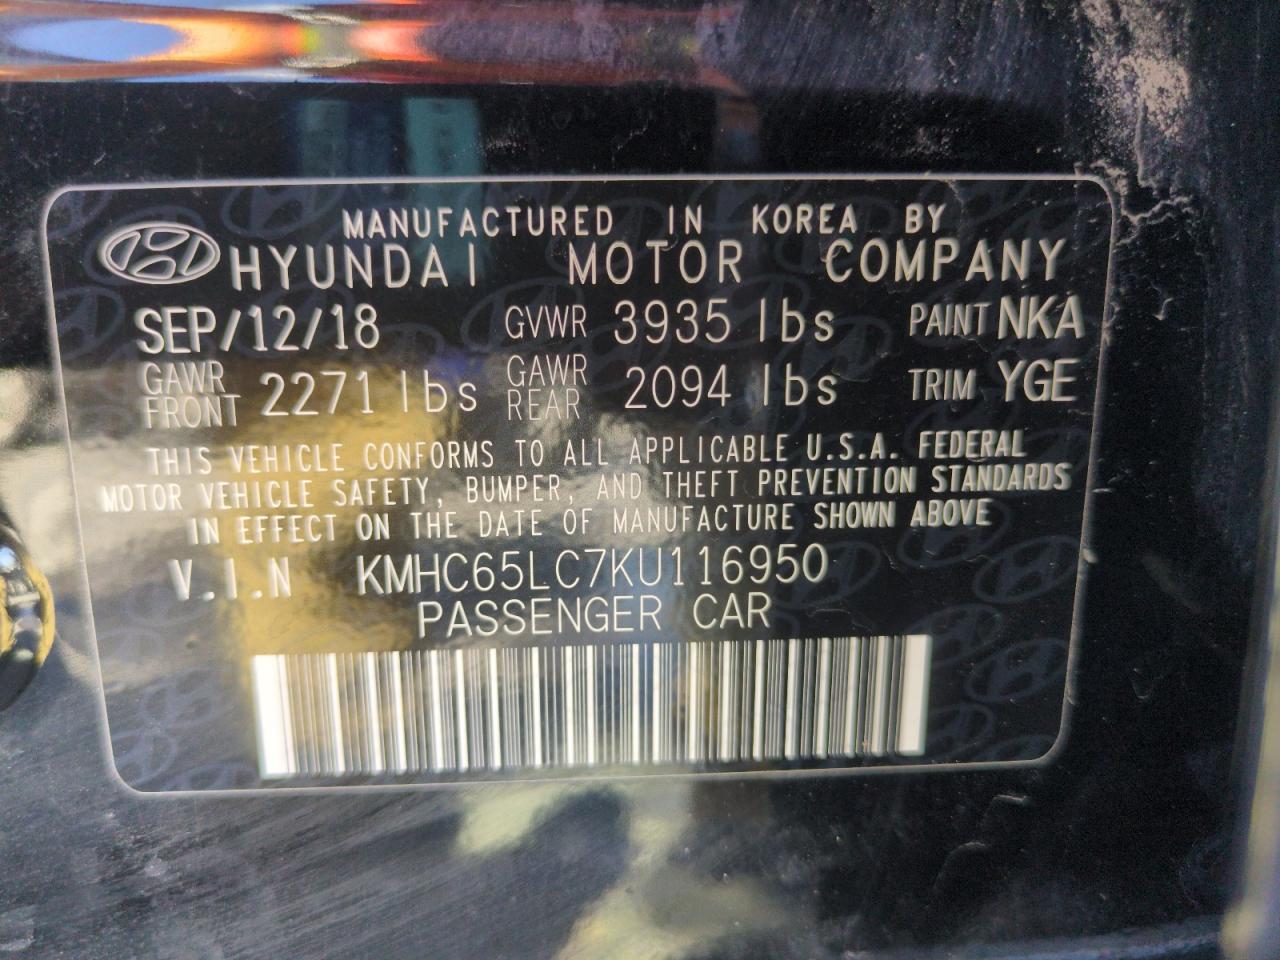 MANUFACTURED IN KOREA BY
HYUNDAI MOTOR COMPANY
SEP/12/18 GVWR 3935 lbs PAINT NKA
GAWR FRONT 2271 lbs GAWR REAR 2094 lbs TRIM YGE
THIS VEHICLE CONFORMS TO ALL APPLICABLE U.S.A. FEDERAL
MOTOR VEHICLE SAFETY, BUMPER, AND THEFT PREVENTION STANDARDS
IN EFFECT ON THE DATE OF MANUFACTURE SHOWN ABOVE
V.I.N KMHC65LC7KU116950
PASSENGER CAR